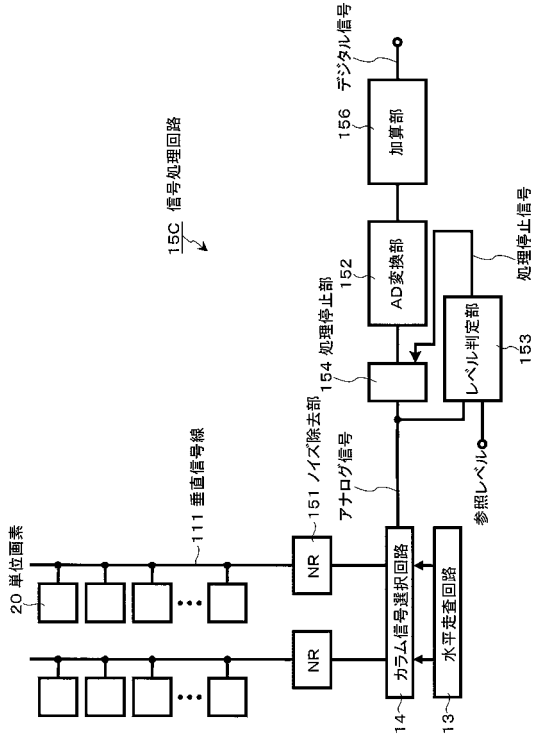 15C 信号処理回路
20 単位画素
111 垂直信号線
151 ノイズ除去部
NR
NR
アナログ信号
14
カラム信号選択回路
13
水平走査回路
154 処理停止部
152
AD変換部
156
加算部
デジタル信号
参照レベル
レベル判定部
153
処理停止信号